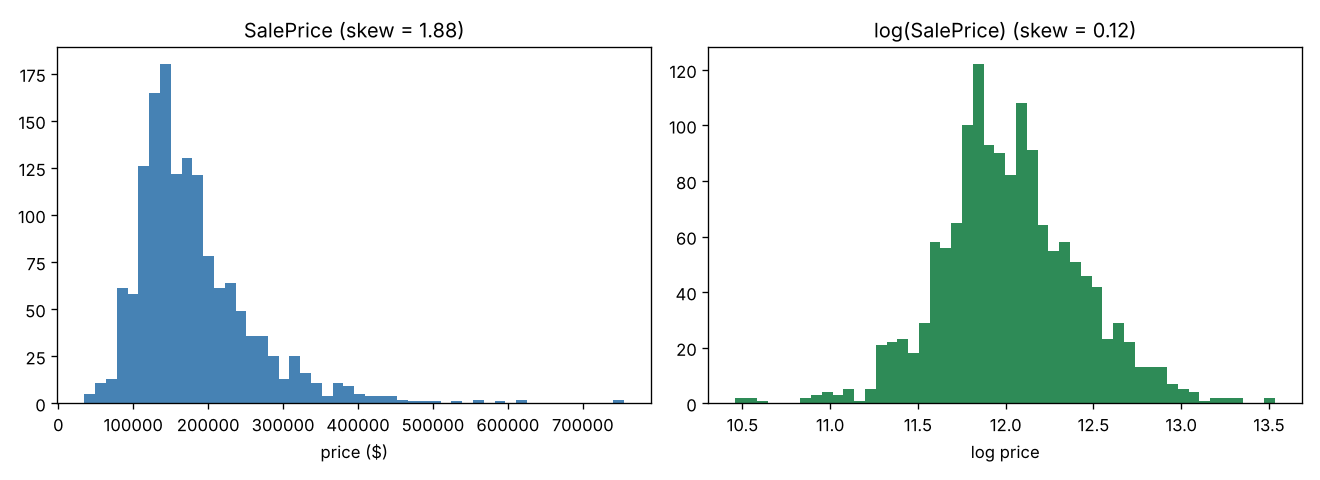 SalePrice (skew = 1.88)
175
150
125
100
75
50
25
0
0 100000 200000 300000 400000 500000 600000 700000
price ($)
log(SalePrice) (skew = 0.12)
120
100
80
60
40
20
0
10.5 11.0 11.5 12.0 12.5 13.0 13.5
log price